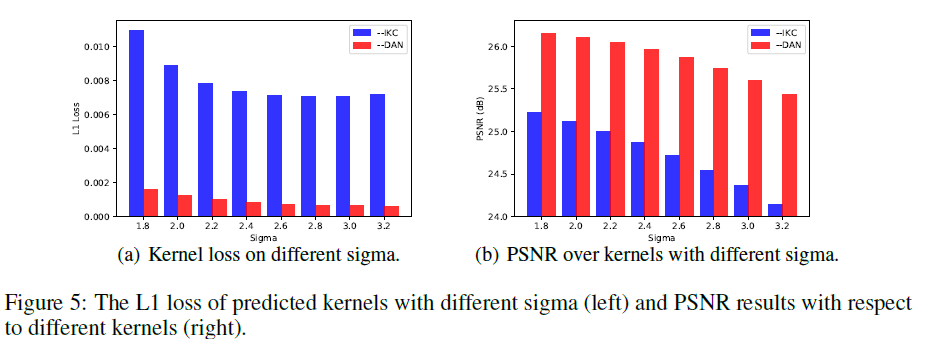 --IKC
--DAN
0.010
0.008
0.006
0.004
0.002
0.000
L1 Loss
1.8 2.0 2.2 2.4 2.6 2.8 3.0 3.2
Sigma
(a) Kernel loss on different sigma.
--IKC
--DAN
26.0
25.5
25.0
24.5
24.0
PSNR (dB)
1.8 2.0 2.2 2.4 2.6 2.8 3.0 3.2
Sigma
(b) PSNR over kernels with different sigma.
Figure 5: The L1 loss of predicted kernels with different sigma (left) and PSNR results with respect
to different kernels (right).